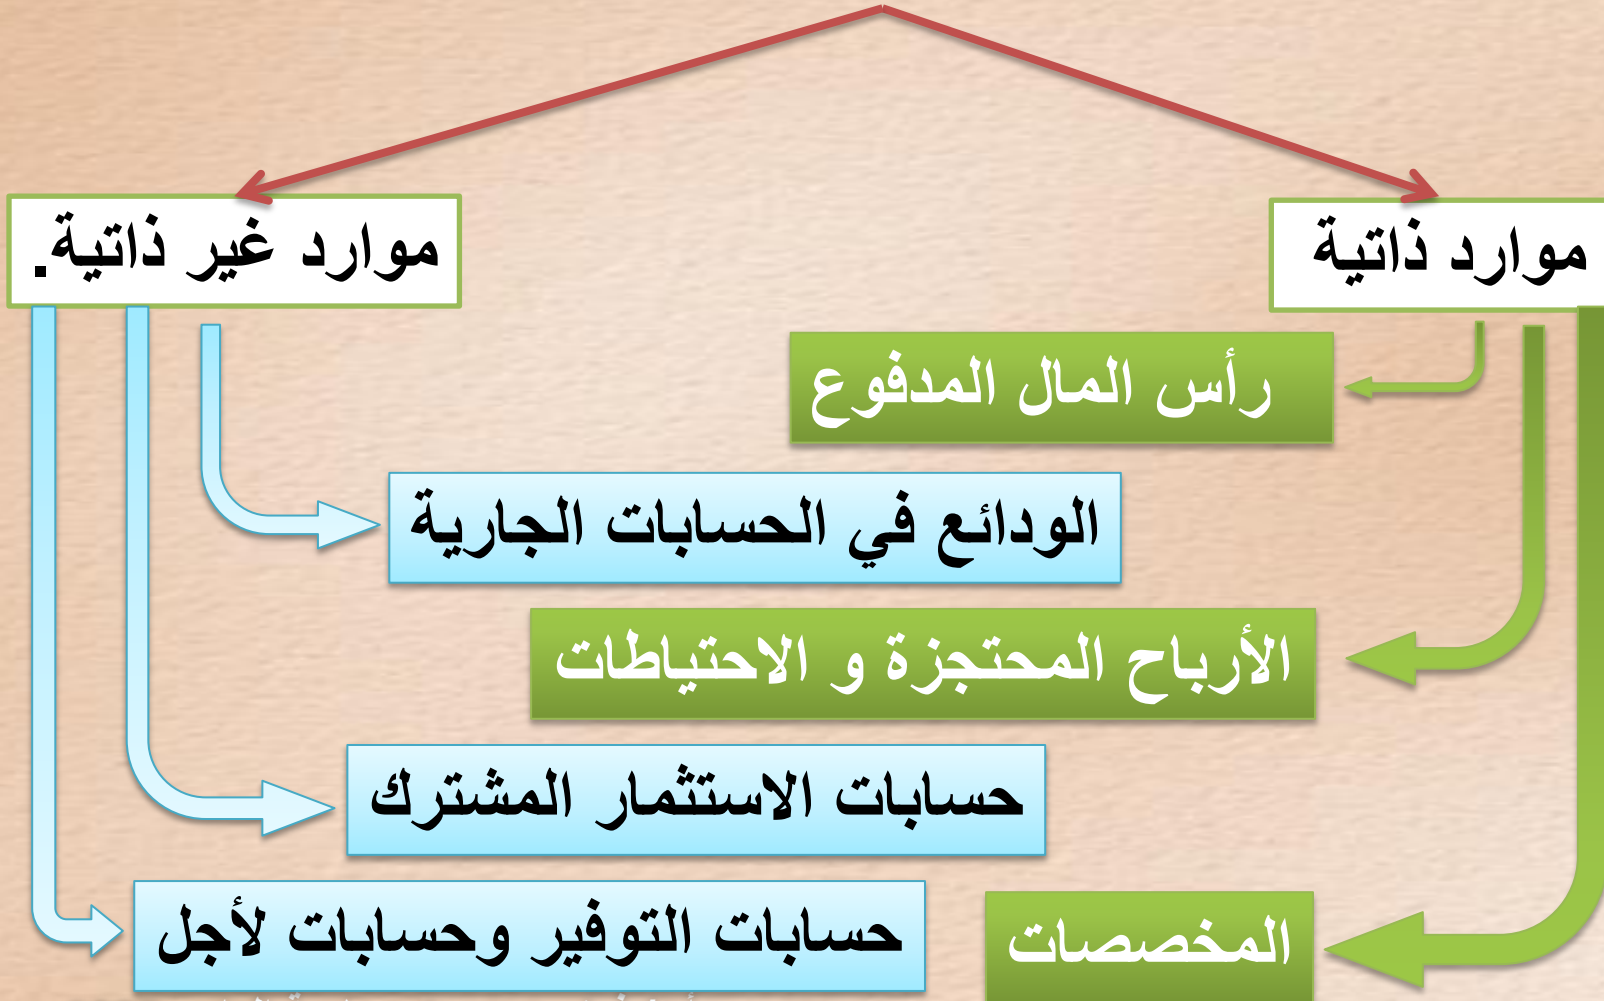 موارد ذاتية
موارد غير ذاتية.
رأس المال المدفوع
الودائع في الحسابات الجارية
الأرباح المحتجزة و الاحتياطات
حسابات الاستثمار المشترك
حسابات التوفير وحسابات لأجل
المخصصات